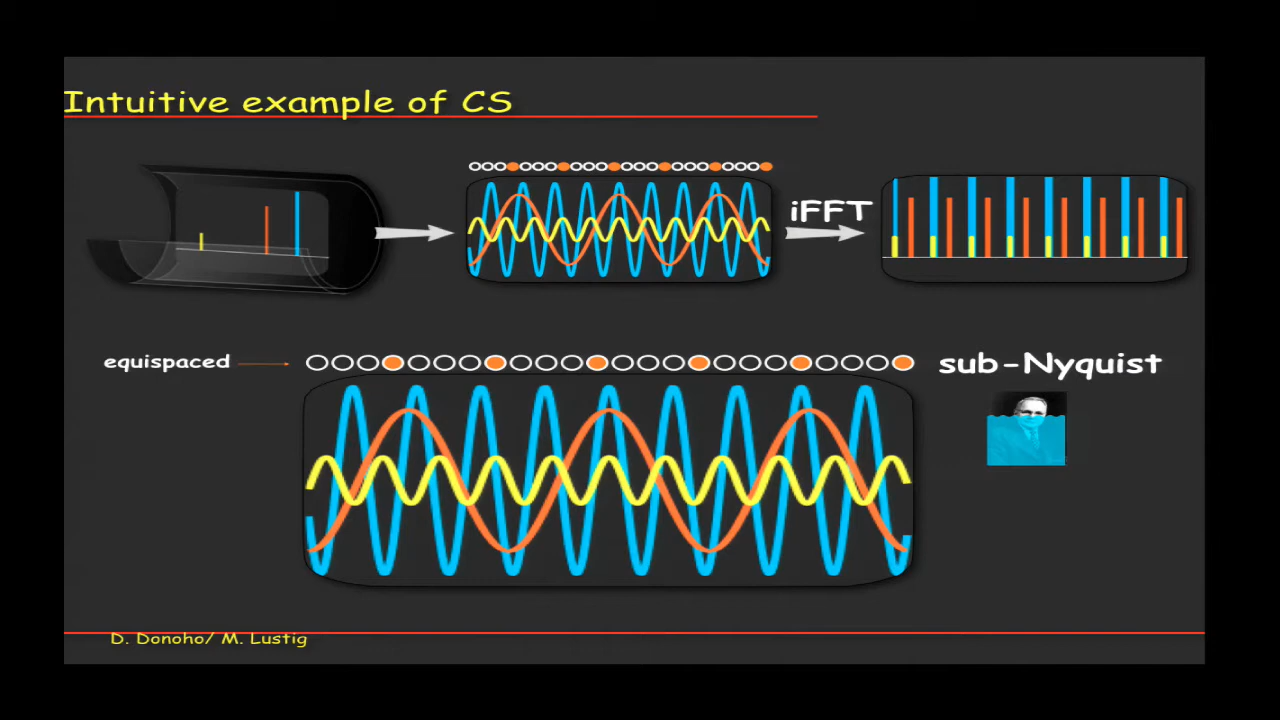 Intuitive example of CS
iFFT
equispaced
sub-Nyquist
D. Donoho/ M. Lustig